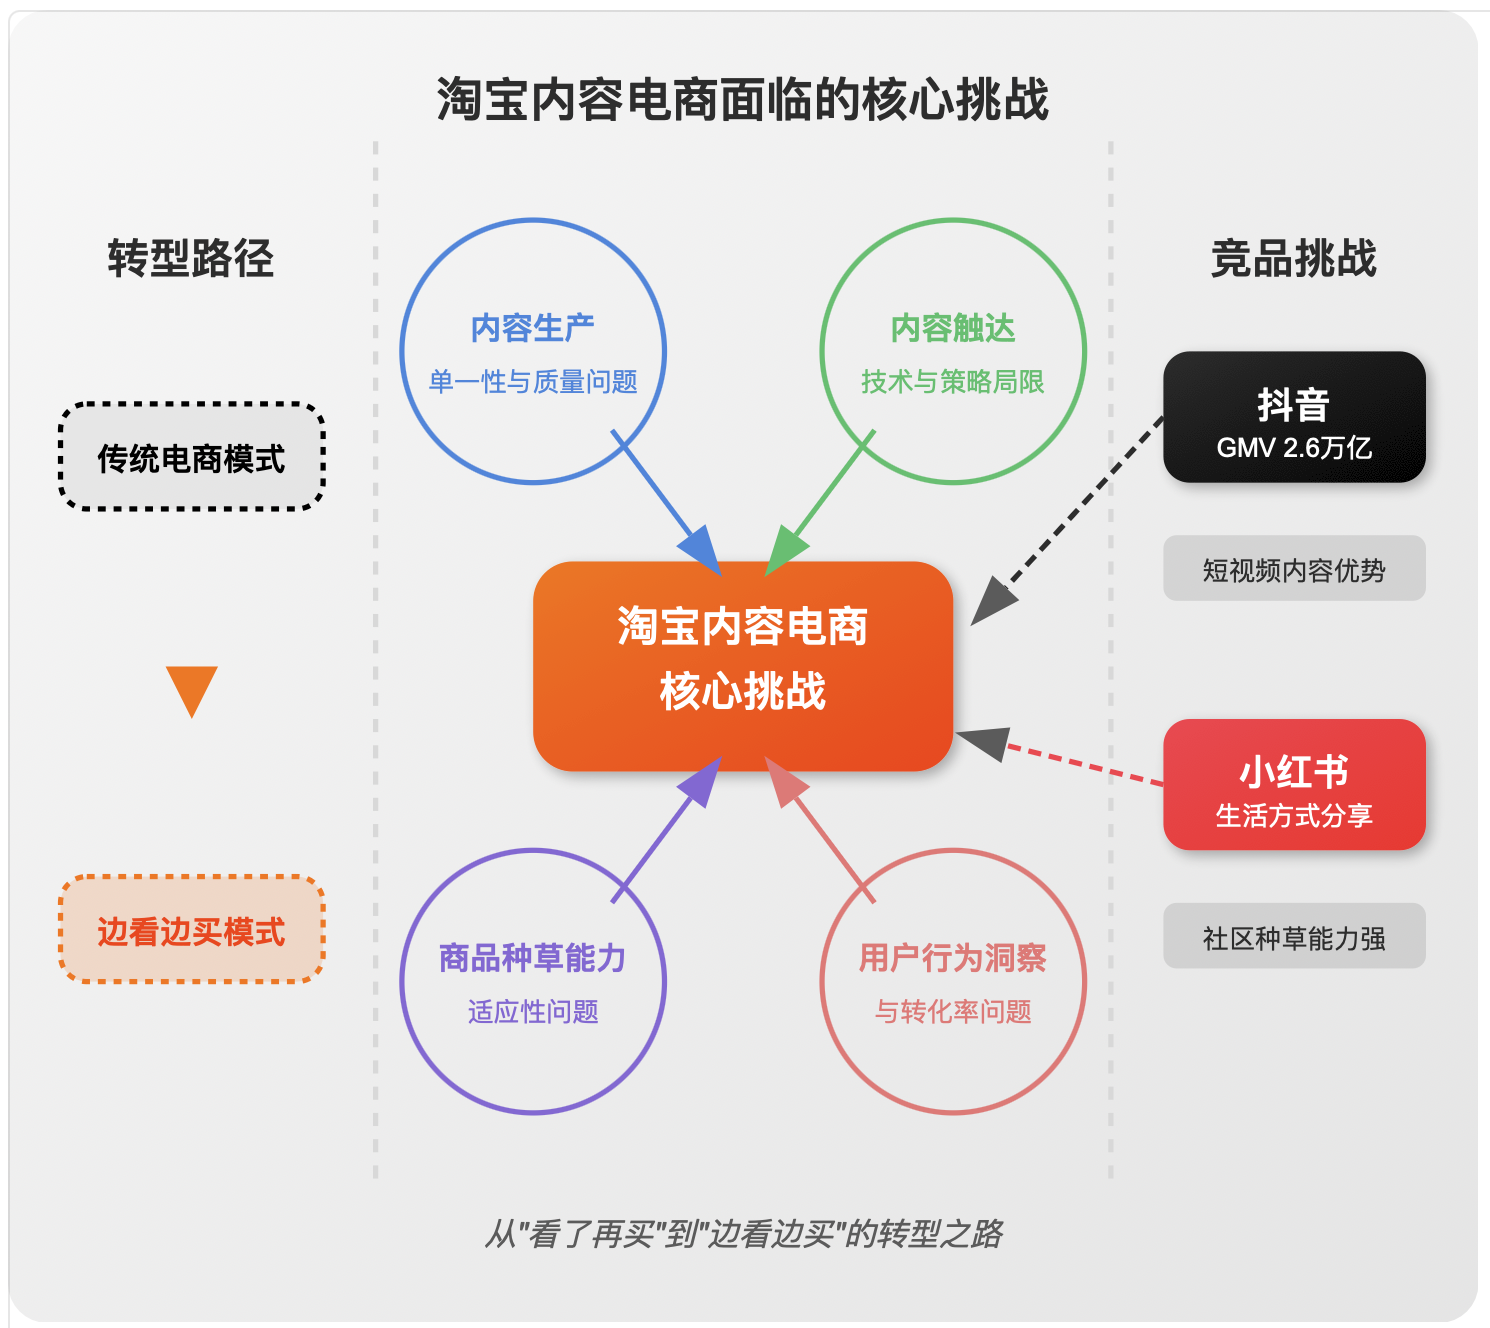 淘宝内容电商面临的核心挑战
转型路径
传统电商模式
边看边买模式
内容生产
单一性与质量问题
内容触达
技术与策略局限
淘宝内容电商
核心挑战
商品种草能力
适应性问题
用户行为洞察
与转化率问题
竞品挑战
抖音
GMV 2.6万亿
短视频内容优势
小红书
生活方式分享
社区种草能力强
从"看了再买"到"边看边买"的转型之路